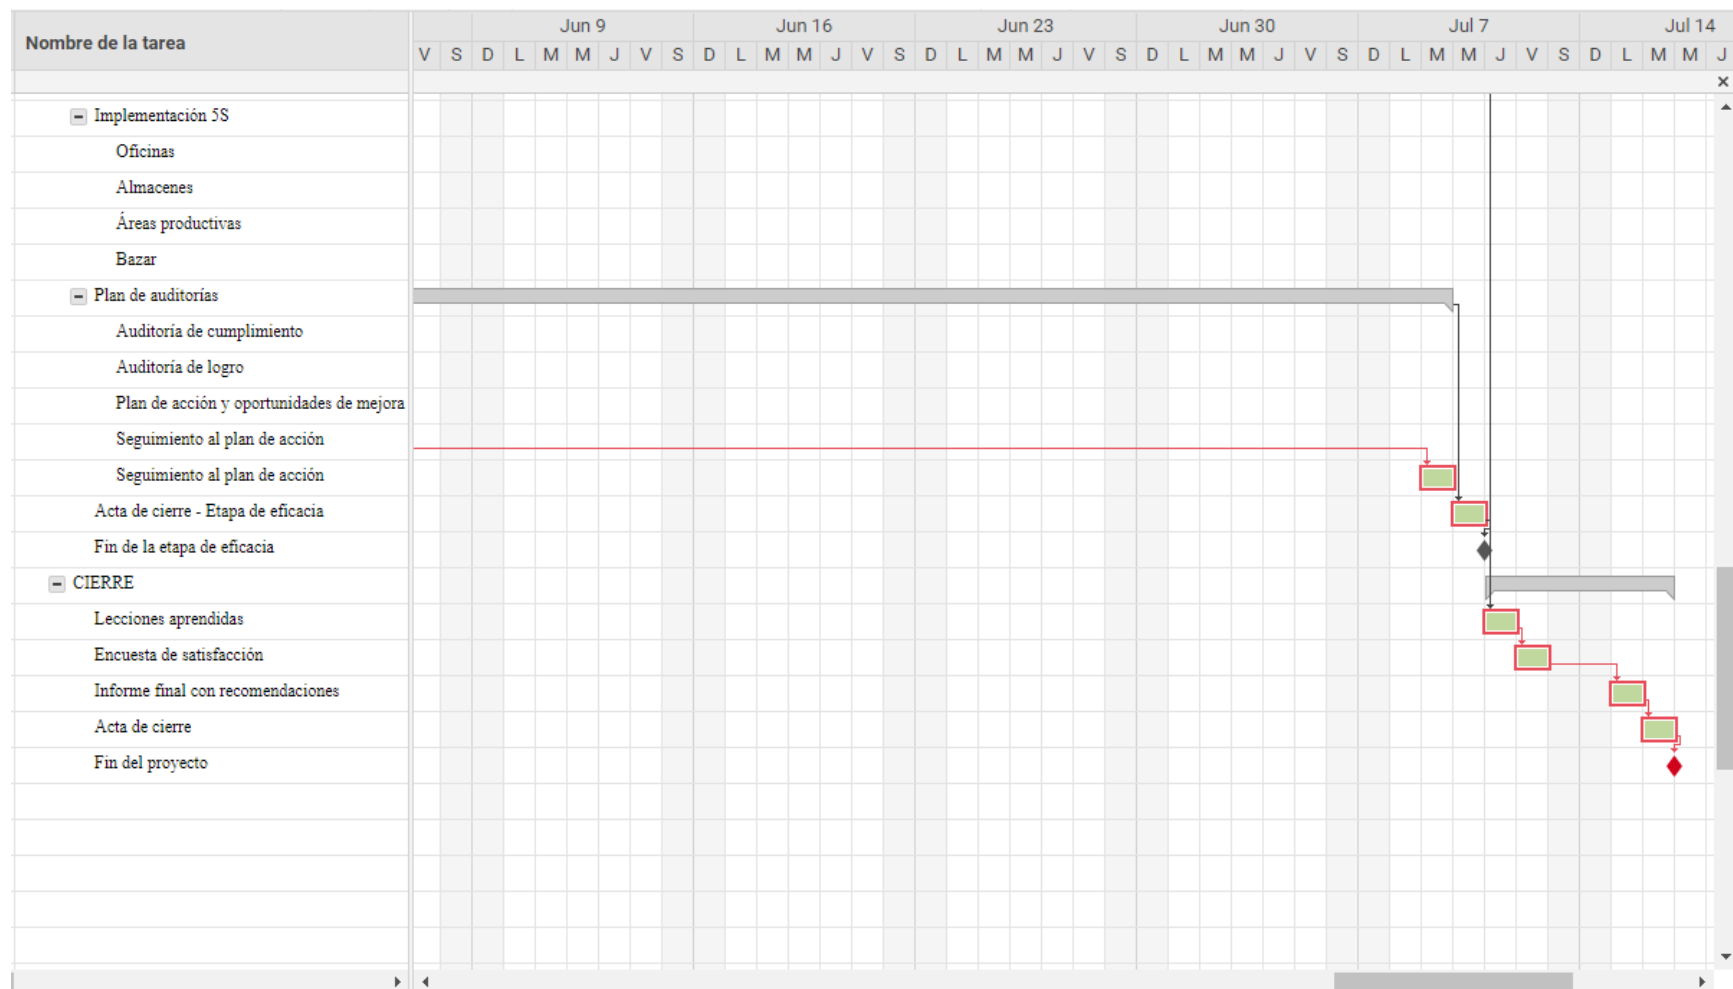 Nombre de la tarea
Jun 9 Jun 16 Jun 23 Jun 30 Jul 7 Jul 14
V S D L M M J V S D L M M J V S D L M M J V S D L M M J V S D L M M J V S D L M M J
Implementación 5S
Oficinas
Almacenes
Áreas productivas
Bazar
Plan de auditorías
Auditoría de cumplimiento
Auditoría de logro
Plan de acción y oportunidades de mejora
Seguimiento al plan de acción
Seguimiento al plan de acción
Acta de cierre - Etapa de eficacia
Fin de la etapa de eficacia
CIERRE
Lecciones aprendidas
Encuesta de satisfacción
Informe final con recomendaciones
Acta de cierre
Fin del proyecto